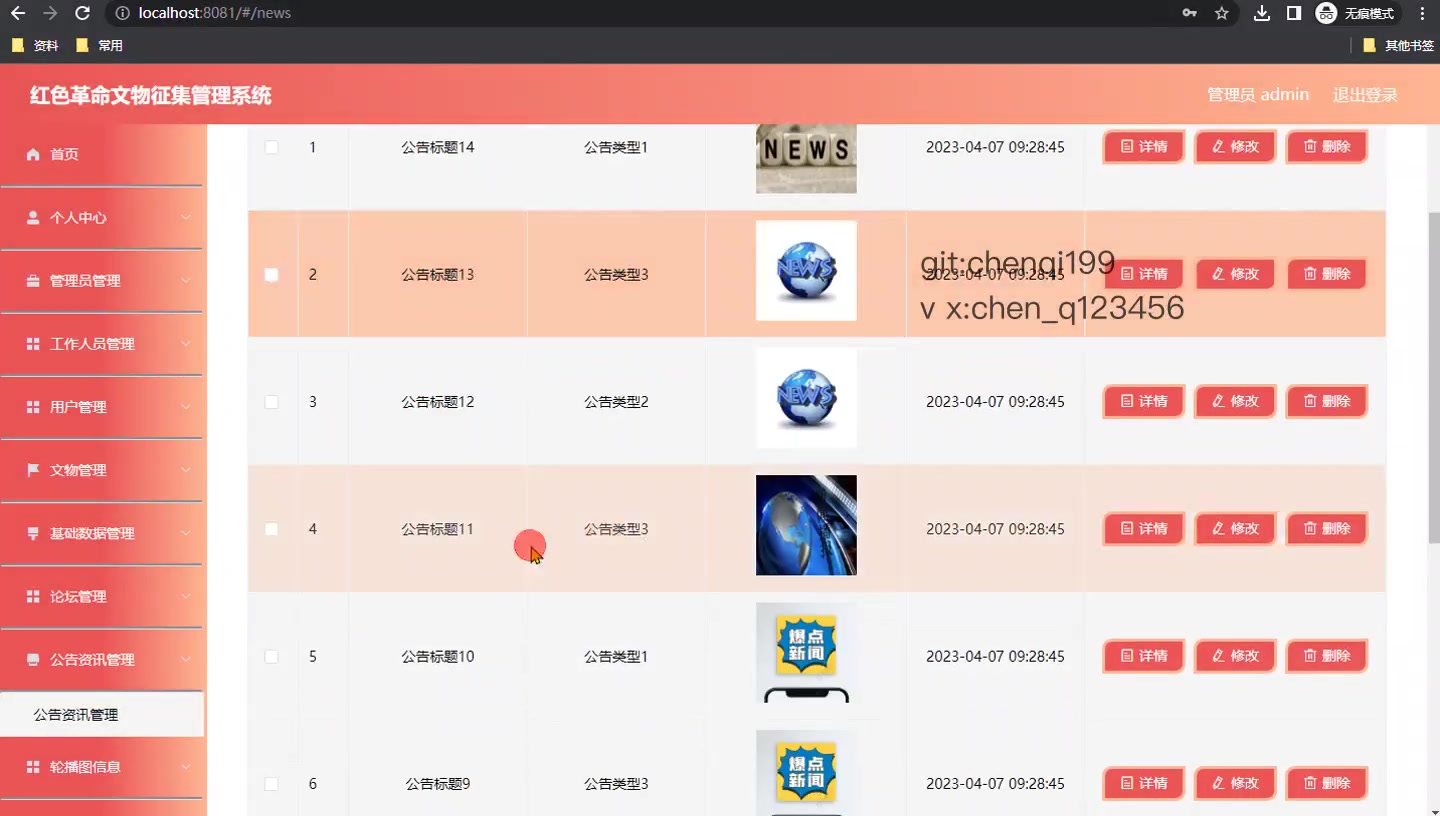 localhost:8081/#/news
无痕模式
资料
常用
其他书签
红色革命文物征集管理系统
管理员 admin
退出登录
首页
个人中心
管理员管理
工作人员管理
用户管理
文物管理
基础数据管理
论坛管理
公告资讯管理
公告资讯管理
轮播图信息
1 公告标题14 公告类型1 NEWS 2023-04-07 09:28:45 详情 修改 删除
2 公告标题13 公告类型3 NEWS 2023-04-07 09:28:45 详情 修改 删除
git:chenqi199
v x:chen_q123456
3 公告标题12 公告类型2 NEWS 2023-04-07 09:28:45 详情 修改 删除
4 公告标题11 公告类型3 2023-04-07 09:28:45 详情 修改 删除
5 公告标题10 公告类型1 爆点新闻 2023-04-07 09:28:45 详情 修改 删除
6 公告标题9 公告类型3 爆点新闻 2023-04-07 09:28:45 详情 修改 删除